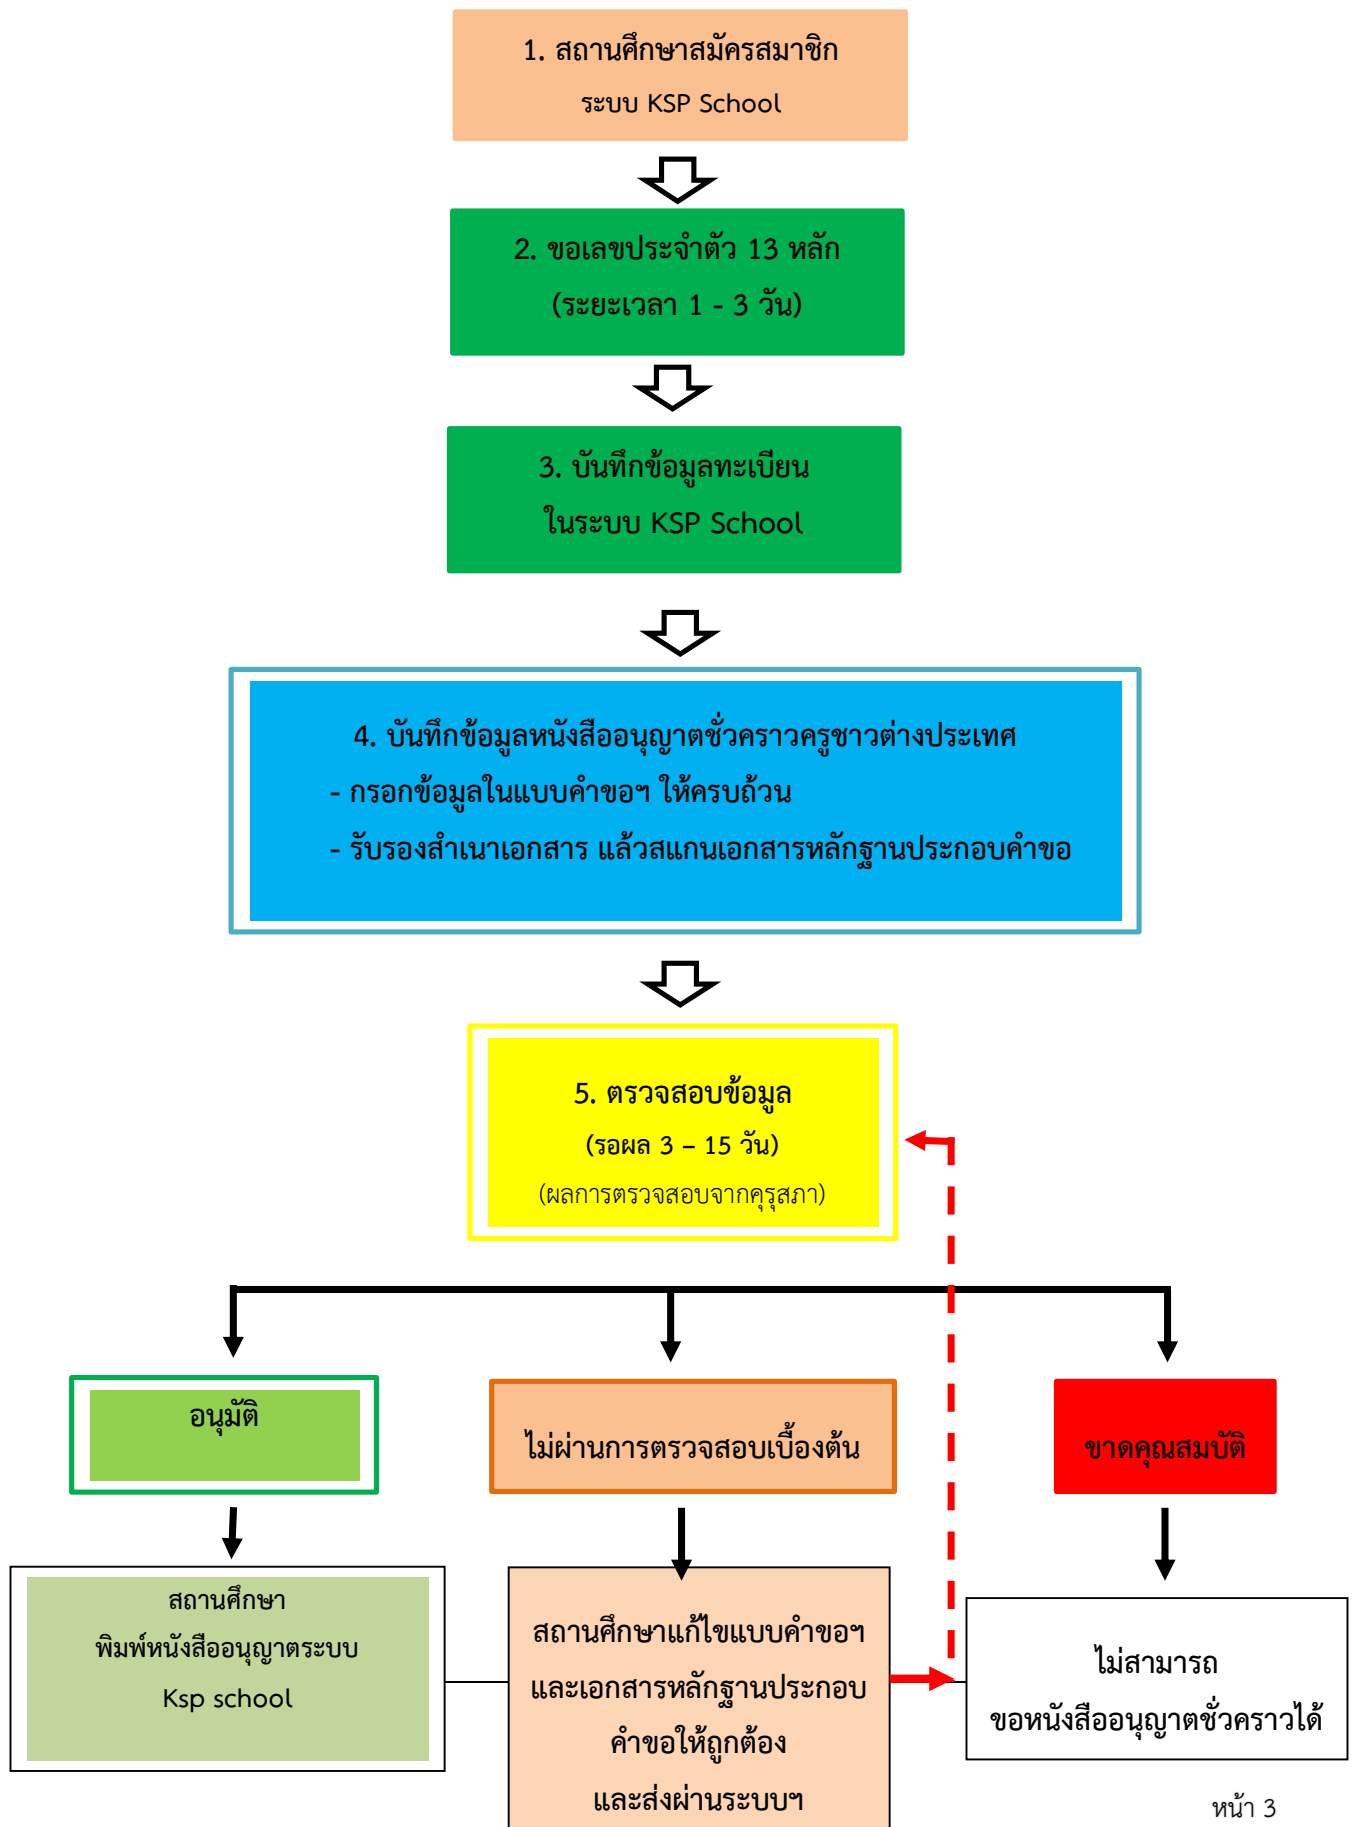 1. สถานศึกษาสมัครสมาชิก
ระบบ KSP School
2. ขอเลขประจำตัว 13 หลัก
(ระยะเวลา 1 - 3 วัน)
3. บันทึกข้อมูลทะเบียน
ในระบบ KSP School
4. บันทึกข้อมูลหนังสืออนุญาตชั่วคราวครูชาวต่างประเทศ
- กรอกข้อมูลในแบบคำขอฯ ให้ครบถ้วน
- รับรองสำเนาเอกสาร แล้วสแกนเอกสารหลักฐานประกอบคำขอ
5. ตรวจสอบข้อมูล
(รอผล 3 – 15 วัน)
(ผลการตรวจสอบจากคุรุสภา)
อนุมัติ
ไม่ผ่านการตรวจสอบเบื้องต้น
ขาดคุณสมบัติ
สถานศึกษา
พิมพ์หนังสืออนุญาตระบบ
Ksp school
สถานศึกษาแก้ไขแบบคำขอฯ
และเอกสารหลักฐานประกอบ
คำขอให้ถูกต้อง
และส่งผ่านระบบฯ
ไม่สามารถ
ขอหนังสืออนุญาตชั่วคราวได้
หน้า 3